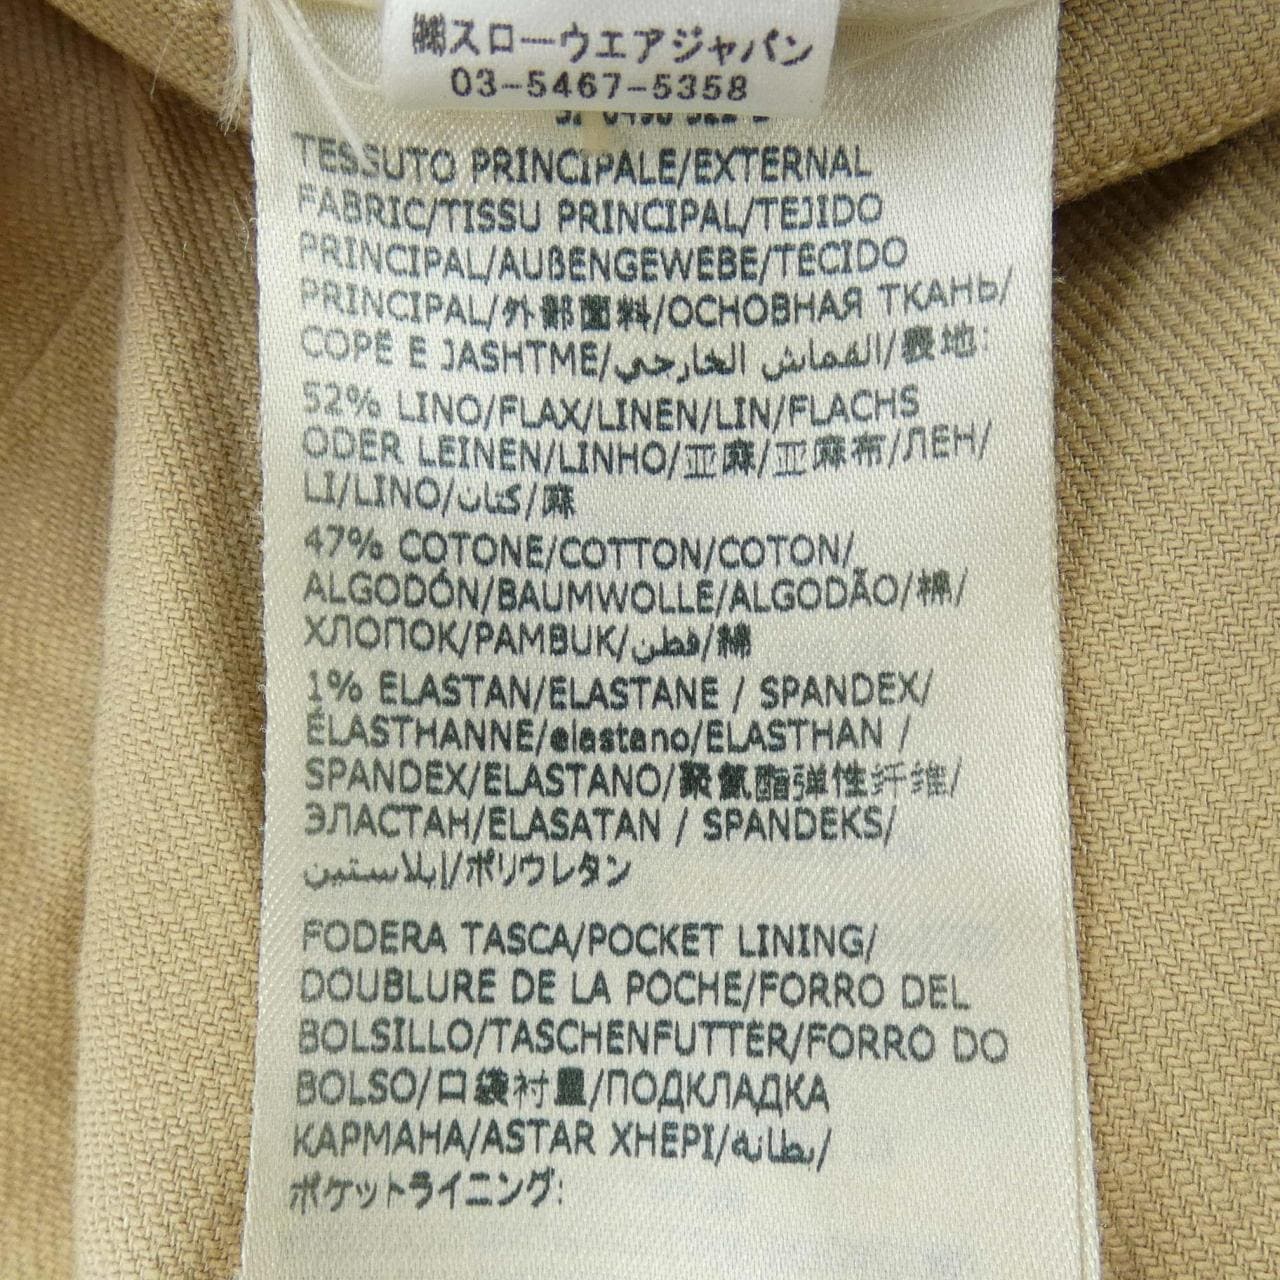 ㈱スローウエアジャパン
03-5467-5358
TESSUTO PRINCIPALE/EXTERNAL
FABRIC/TISSU PRINCIPAL/TEJIDO
PRINCIPAL/AUßENGEWEBE/TECIDO
PRINCIPAL/外部面料/ОСНОВНАЯ ТКАНЬ/
COPË E JASHTME/القماش الخارجي/表地:
52% LINO/FLAX/LINEN/LIN/FLACHS
ODER LEINEN/LINHO/亚麻/亚麻布/ЛЕН/
LI/LINO/كتان/麻
47% COTONE/COTTON/COTON/
ALGODÓN/BAUMWOLLE/ALGODÃO/棉/
ХЛОПОК/PAMBUK/قطن/綿
1% ELASTAN/ELASTANE / SPANDEX/
ÉLASTHANNE/elastano/ELASTHAN /
SPANDEX/ELASTANO/聚氨酯弹性纤维/
ЭЛАСТАН/ELASATAN / SPANDEKS/
إيلاستين/ポリウレタン
FODERA TASCA/POCKET LINING/
DOUBLURE DE LA POCHE/FORRO DEL
BOLSILLO/TASCHENFUTTER/FORRO DO
BOLSO/口袋衬里/ПОДКЛАДКА
КАРМАНА/ASTAR XHEPI/بطانة/
ポケットライニング: